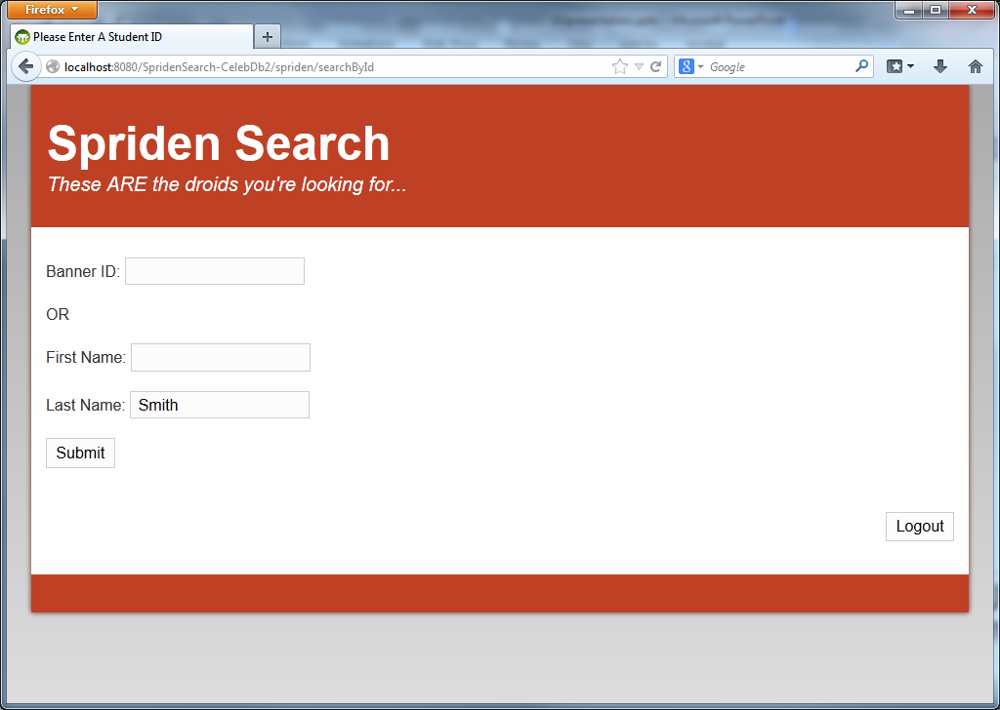 Firefox
Please Enter A Student ID
localhost:8080/SpridenSearch-CelebDb2/spriden/searchById
Google
Spriden Search
These ARE the droids you're looking for...
Banner ID:
OR
First Name:
Last Name: Smith
Submit
Logout